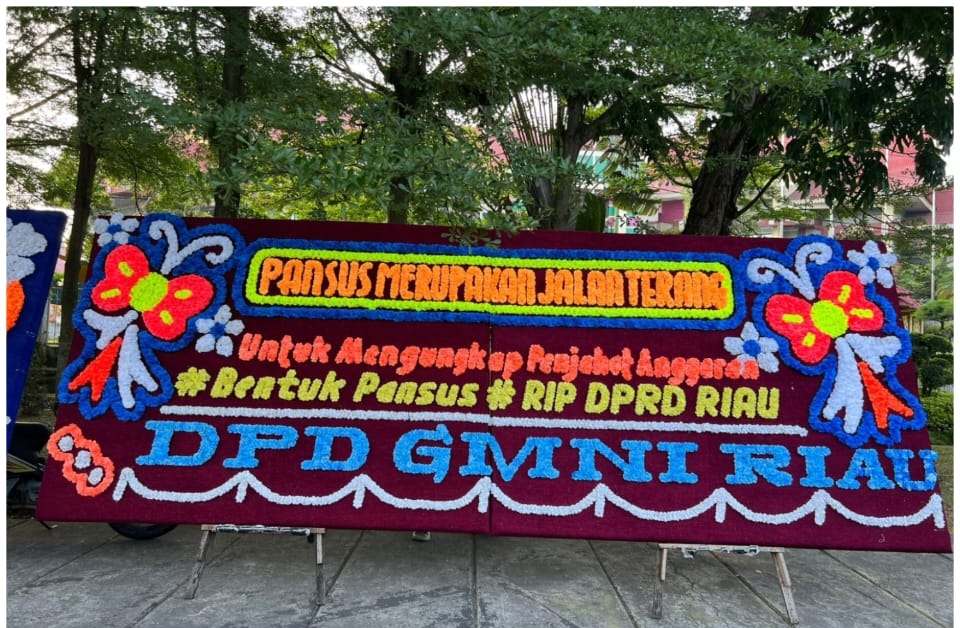 PANSUS MERUPAKAN JALAN TERANG
Untuk Mengungkap Penjahat Anggaran
#Bentuk Pansus # RIP DPRD RIAU
DPD GMNI RIAU